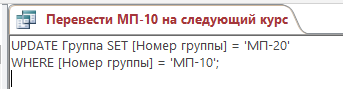 Перевести МП-10 на следующий курс
UPDATE Группа SET [Номер группы] = 'МП-20'
WHERE [Номер группы] = 'МП-10';